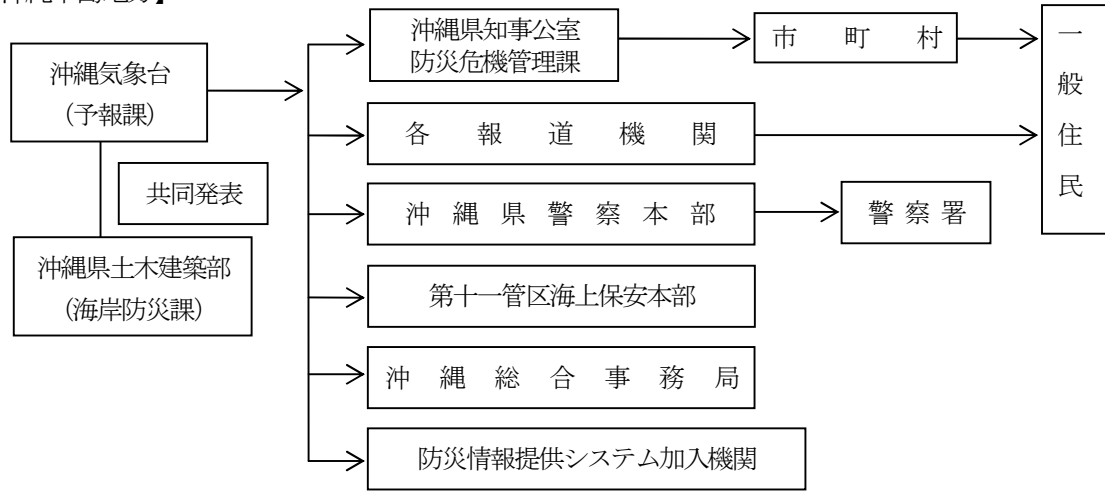 沖縄気象台
(予報課)
共同発表
沖縄県土木建築部
(海岸防災課)
沖縄県知事公室
防災危機管理課
市町村
一般住民
各報道機関
沖縄県警察本部
警察署
第十一管区海上保安本部
沖縄総合事務局
防災情報提供システム加入機関